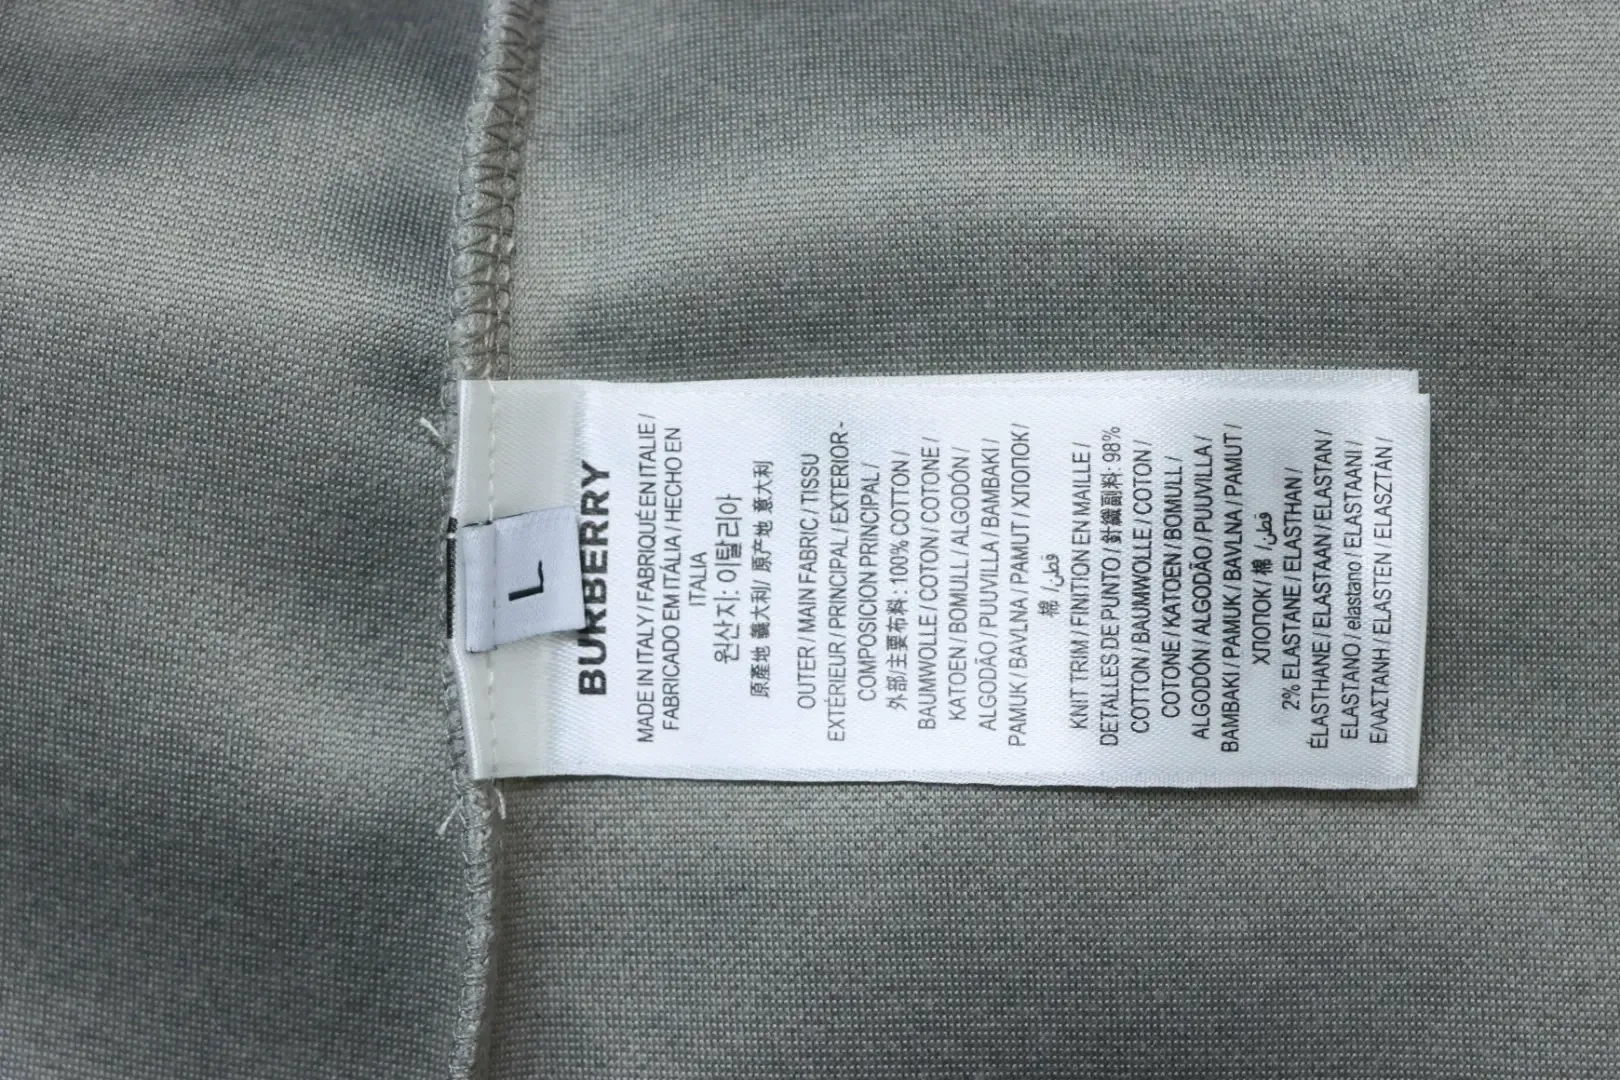 L
BURBERRY
MADE IN ITALY / FABRIQUÉ EN ITALIE /
FABRICADO EM ITÁLIA / HECHO EN
ITALIA
원산지: 이탈리아
原產地 義大利/ 原产地 意大利
OUTER / MAIN FABRIC / TISSU
EXTÉRIEUR / PRINCIPAL / EXTERIOR-
COMPOSICION PRINCIPAL /
外部/主要布料: 100% COTTON /
BAUMWOLLE / COTON / COTONE /
KATOEN / BOMULL / ALGODÓN /
ALGODÃO / PUUVILLA / BAMBAKI /
PAMUK / BAVLNA / PAMUT / ХЛОПОК /
棉 /قطن
KNIT TRIM / FINITION EN MAILLE /
DETALLES DE PUNTO / 針織副料: 98%
COTTON / BAUMWOLLE / COTON /
COTONE / KATOEN / BOMULL /
ALGODÓN / ALGODÃO / PUUVILLA /
BAMBAKI / PAMUK / BAVLNA / PAMUT /
ХЛОПОК / 棉 /قطن
2% ELASTANE / ELASTHAN /
ÉLASTHANE / ELASTAAN / ELASTAN /
ELASTANO / elastano / ELASTANI /
ΕΛΑΣΤΑΝΗ / ELASTEN / ELASZTÁN /